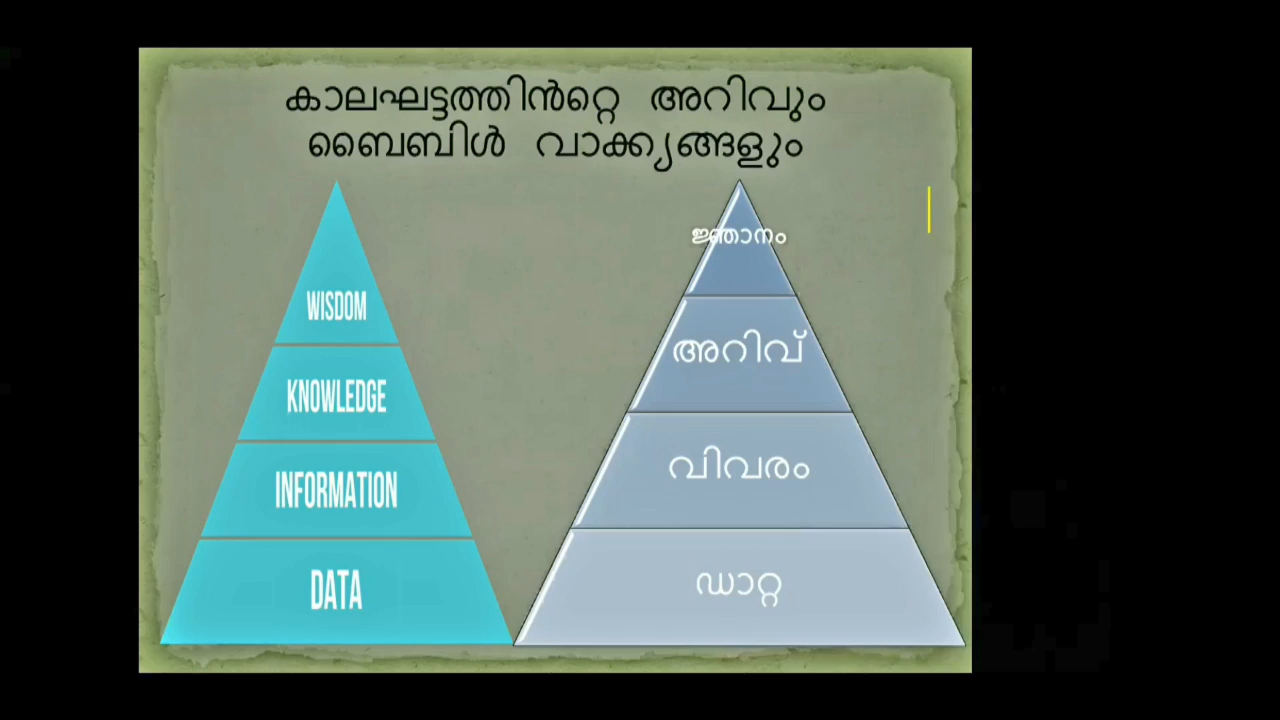 കാലഘട്ടത്തിൻറ്റെ അറിവും
ബൈബിൾ വാക്ക്യങ്ങളും
WISDOM
KNOWLEDGE
INFORMATION
DATA
ജ്ഞാനം
അറിവ്
വിവരം
ഡാറ്റ